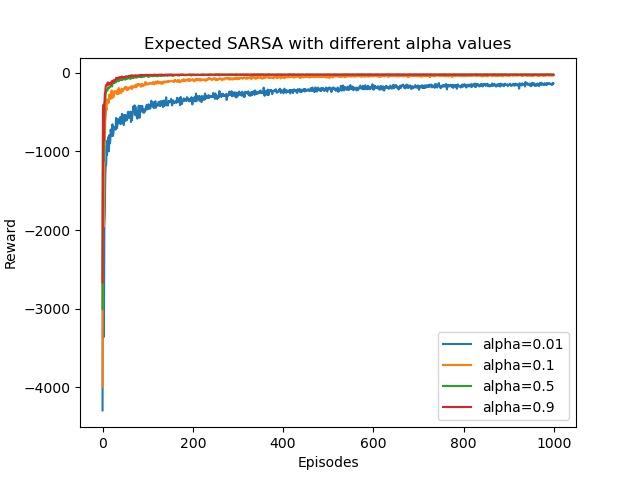 Expected SARSA with different alpha values
0
−1000
−2000
−3000
−4000
Reward
0
200
400
600
800
1000
Episodes
alpha=0.01
alpha=0.1
alpha=0.5
alpha=0.9